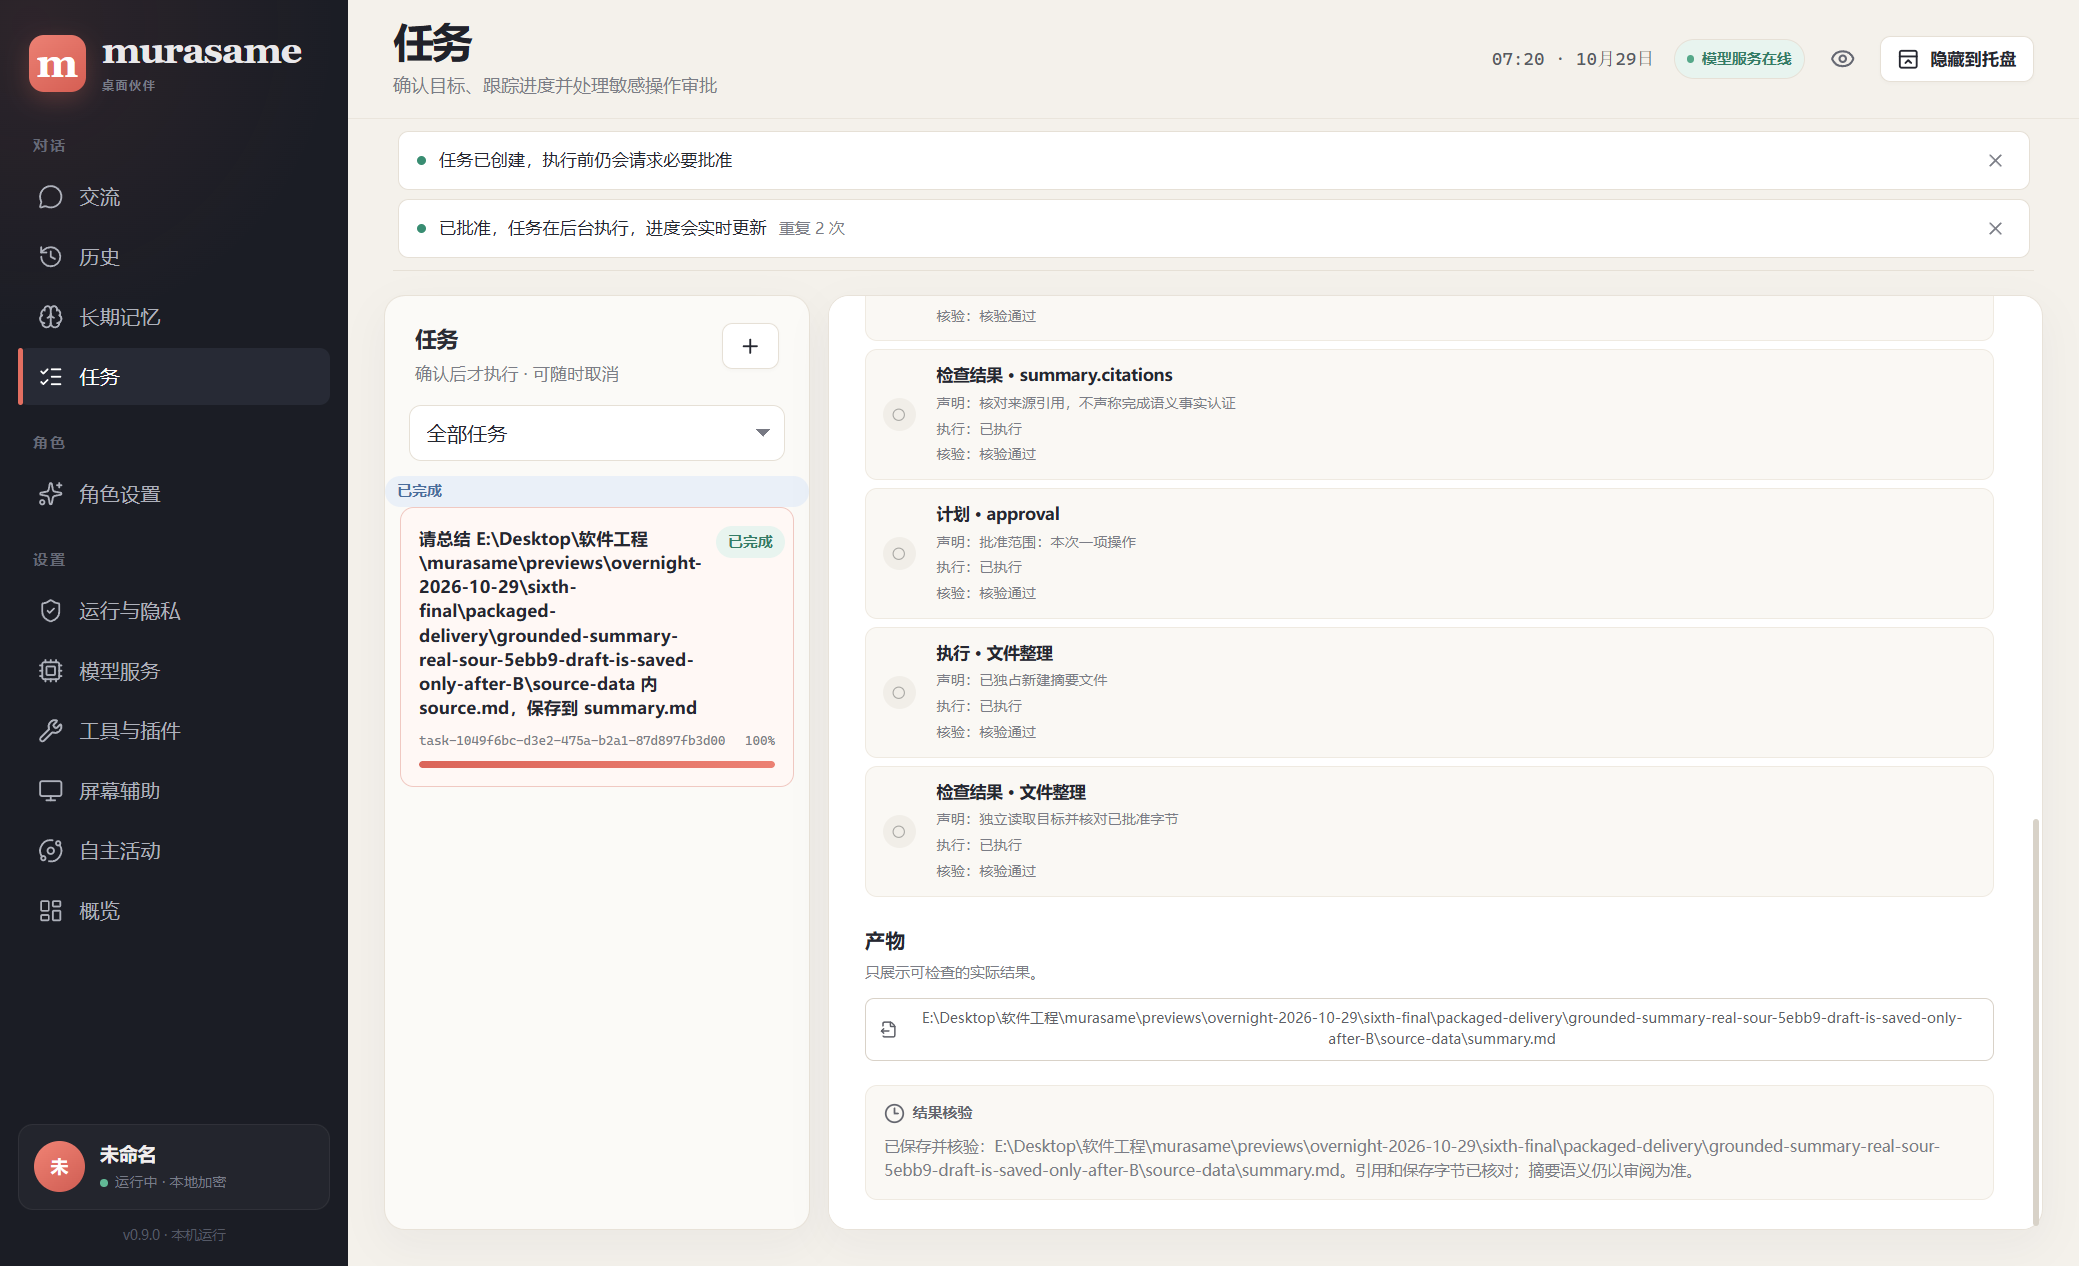 m
murasame
桌面伙伴
对话
交流
历史
长期记忆
任务
角色
角色设置
设置
运行与隐私
模型服务
工具与插件
屏幕辅助
自主活动
概览
未
未命名
运行中 · 本地加密
v0.9.0 · 本机运行
任务
确认目标、跟踪进度并处理敏感操作审批
07:20 · 10月29日
模型服务在线
隐藏到托盘
任务已创建，执行前仍会请求必要批准
已批准，任务在后台执行，进度会实时更新 重复 2 次
任务
确认后才执行 · 可随时取消
全部任务
已完成
请总结 E:\Desktop\软件工程
\murasame\previews\overnight-
2026-10-29\sixth-
final\packaged-
delivery\grounded-summary-
real-sour-5ebb9-draft-is-saved-
only-after-B\source-data 内
source.md，保存到 summary.md
已完成
task-1049f6bc-d3e2-475a-b2a1-87d897fb3d00 100%
核验：核验通过
检查结果 • summary.citations
声明：核对来源引用，不声称完成语义事实认证
执行：已执行
核验：核验通过
计划 • approval
声明：批准范围：本次一项操作
执行：已执行
核验：核验通过
执行 • 文件整理
声明：已独占新建摘要文件
执行：已执行
核验：核验通过
检查结果 • 文件整理
声明：独立读取目标并核对已批准字节
执行：已执行
核验：核验通过
产物
只展示可检查的实际结果。
E:\Desktop\软件工程\murasame\previews\overnight-2026-10-29\sixth-final\packaged-delivery\grounded-summary-real-sour-5ebb9-draft-is-saved-only-
after-B\source-data\summary.md
结果核验
已保存并核验：E:\Desktop\软件工程\murasame\previews\overnight-2026-10-29\sixth-final\packaged-delivery\grounded-summary-real-sour-
5ebb9-draft-is-saved-only-after-B\source-data\summary.md。引用和保存字节已核对；摘要语义仍以审阅为准。